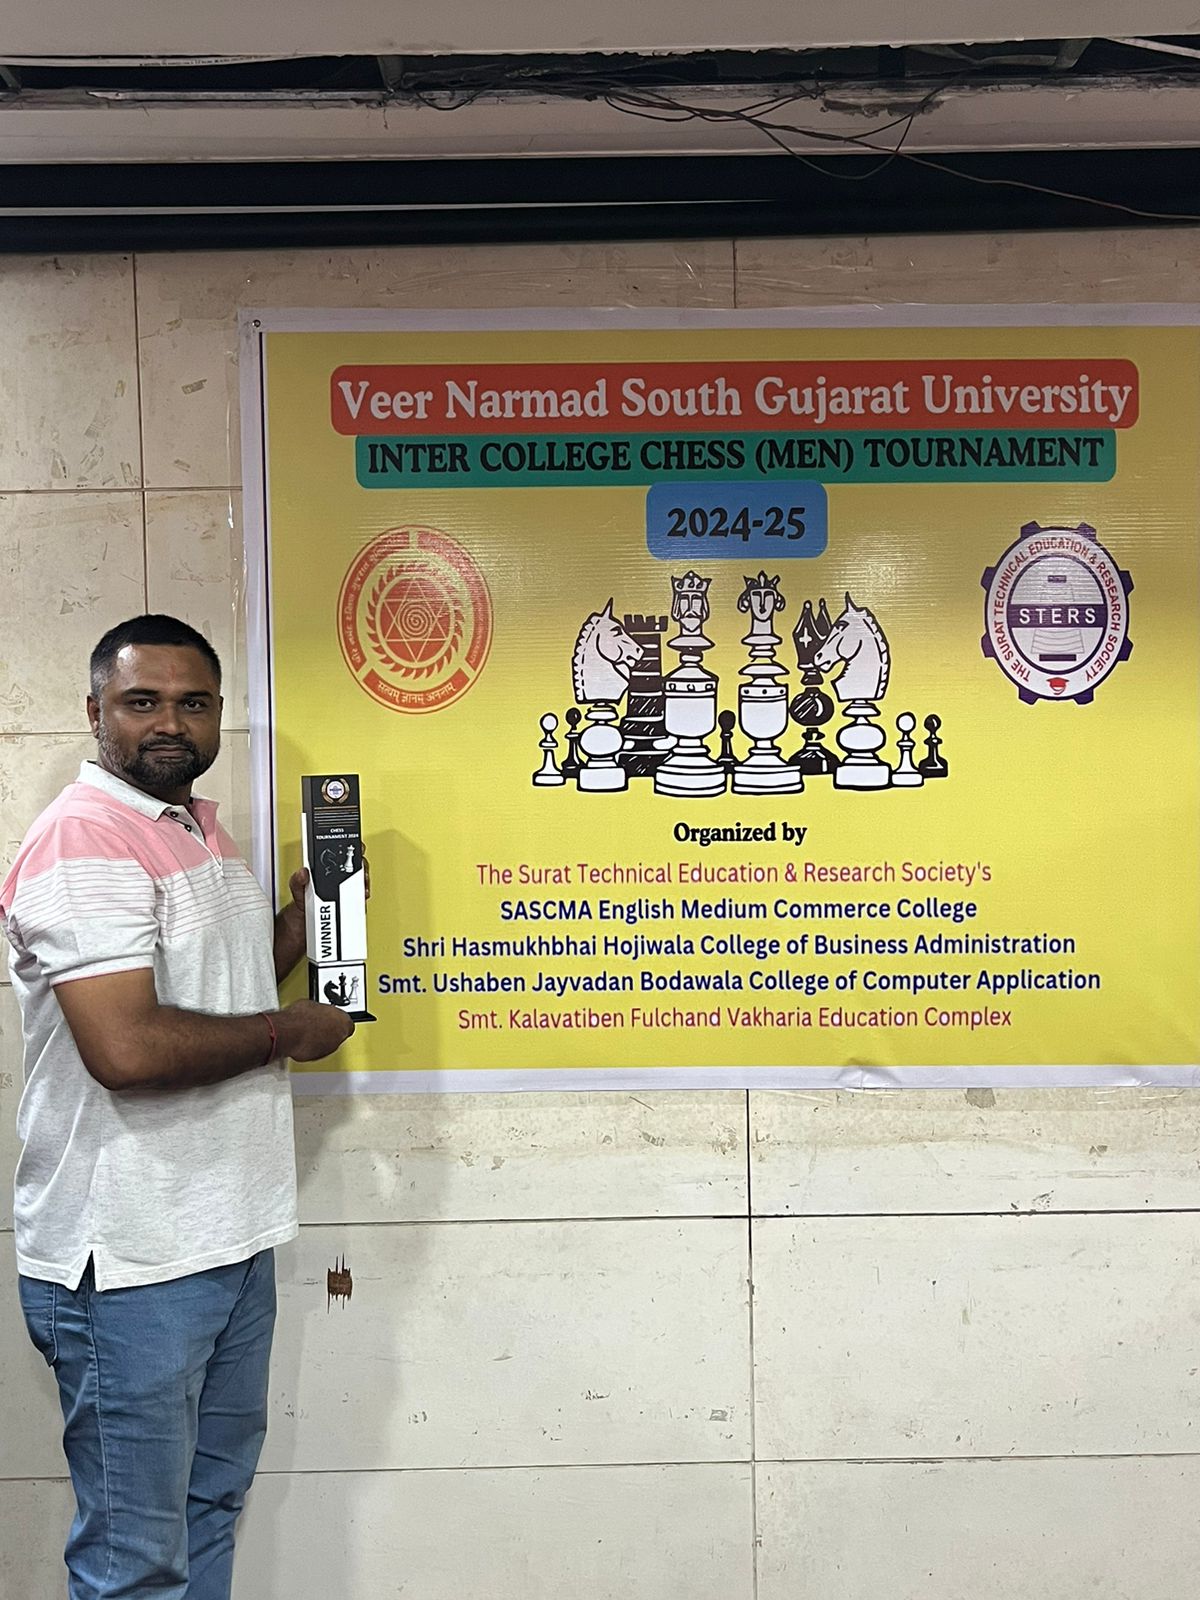 Veer Narmad South Gujarat University
INTER COLLEGE CHESS (MEN) TOURNAMENT
2024-25
सत्यम् ज्ञानम् अनन्तम्
THE SURAT TECHNICAL EDUCATION & RESEARCH SOCIETY
STERS
CHESS
TOURNAMENT 2024
WINNER
Organized by
The Surat Technical Education & Research Society's
SASCMA English Medium Commerce College
Shri Hasmukhbhai Hojiwala College of Business Administration
Smt. Ushaben Jayvadan Bodawala College of Computer Application
Smt. Kalavatiben Fulchand Vakharia Education Complex